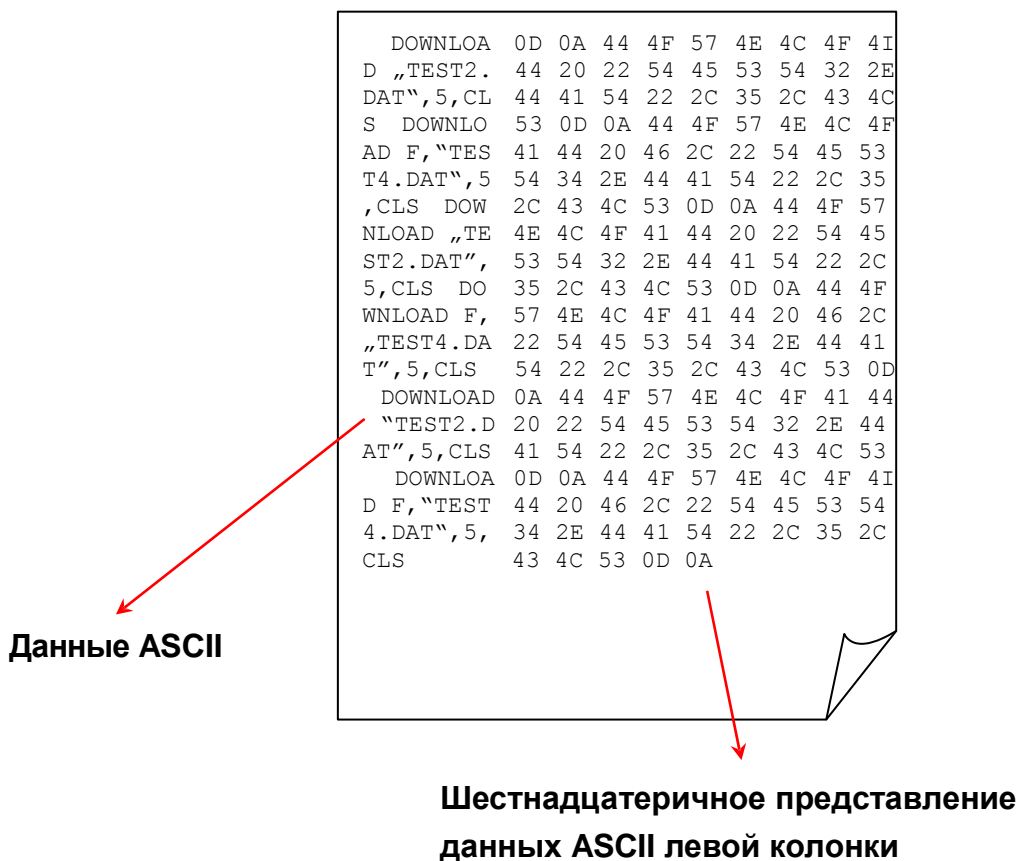 DOWNLOA 0D 0A 44 4F 57 4E 4C 4F 4I
D „TEST2. 44 20 22 54 45 53 54 32 2E
DAT“,5,CL 44 41 54 22 2C 35 2C 43 4C
S DOWNLO 53 0D 0A 44 4F 57 4E 4C 4F
AD F,“TES 41 44 20 46 2C 22 54 45 53
T4.DAT“,5 54 34 2E 44 41 54 22 2C 35
,CLS DOW 2C 43 4C 53 0D 0A 44 4F 57
NLOAD „TE 4E 4C 4F 41 44 20 22 54 45
ST2.DAT”, 53 54 32 2E 44 41 54 22 2C
5,CLS DO 35 2C 43 4C 53 0D 0A 44 4F
WNLOAD F, 57 4E 4C 4F 41 44 20 46 2C
„TEST4.DA 22 54 45 53 54 34 2E 44 41
T”,5,CLS 54 22 2C 35 2C 43 4C 53 0D
DOWNLOAD 0A 44 4F 57 4E 4C 4F 41 44
“TEST2.D 20 22 54 45 53 54 32 2E 44
AT”,5,CLS 41 54 22 2C 35 2C 43 4C 53
DOWNLOA 0D 0A 44 4F 57 4E 4C 4F 4I
D F,“TEST 44 20 46 2C 22 54 45 53 54
4.DAT“,5, 34 2E 44 41 54 22 2C 35 2C
CLS 43 4C 53 0D 0A
Данные ASCII
Шестнадцатеричное представление
данных ASCII левой колонки